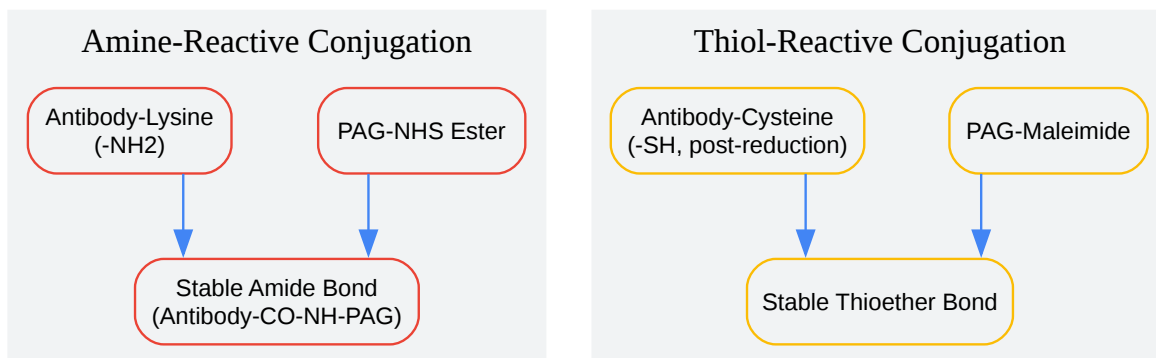 Amine-Reactive Conjugation
Antibody-Lysine
(-NH2)
PAG-NHS Ester
Stable Amide Bond
(Antibody-CO-NH-PAG)
Thiol-Reactive Conjugation
Antibody-Cysteine
(-SH, post-reduction)
PAG-Maleimide
Stable Thioether Bond